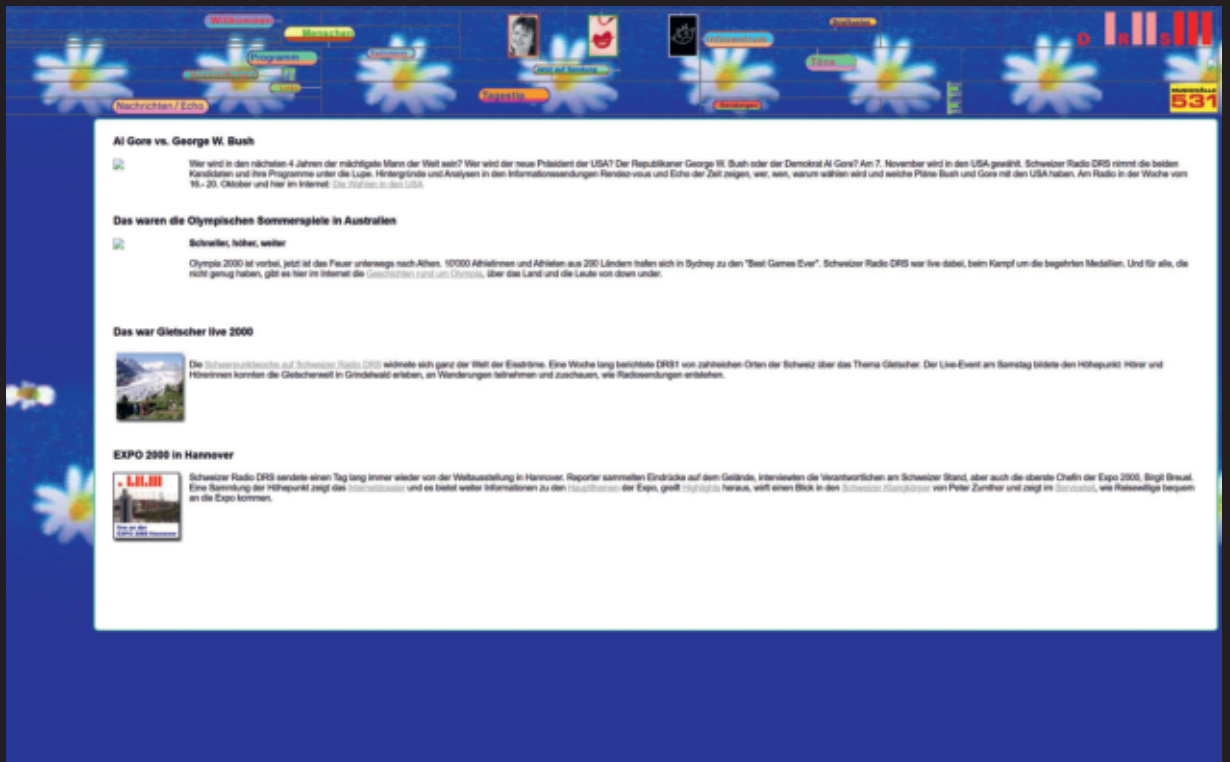 Willkommen
Menschen
Programm
Nachrichten / Echo
Jetzt auf Sendung
Tagestip
Infozentrum
Sendungen
Töne
D R S
MUSIGWÄLLE
531
Al Gore vs. George W. Bush
Wer wird in den nächsten 4 Jahren der mächtigste Mann der Welt sein? Wer wird der neue Präsident der USA? Der Republikaner George W. Bush oder der Demokrat Al Gore? Am 7. November wird in den USA gewählt. Schweizer Radio DRS nimmt die beiden
Kandidaten und ihre Programme unter die Lupe. Hintergründe und Analysen in den Informationssendungen Rendez-vous und Echo der Zeit zeigen, wer, wen, warum wählen wird und welche Pläne Bush und Gore mit den USA haben. Am Radio in der Woche vom
16.- 20. Oktober und hier im Internet: Die Wahlen in den USA
Das waren die Olympischen Sommerspiele in Australien
Schneller, höher, weiter
Olympia 2000 ist vorbei, jetzt ist das Feuer unterwegs nach Athen. 10'000 Athletinnen und Athleten aus 200 Ländern trafen sich in Sydney zu den "Best Games Ever". Schweizer Radio DRS war live dabei, beim Kampf um die begehrten Medaillen. Und für alle, die
nicht genug haben, gibt es hier im Internet die Geschichten rund um Olympia, über das Land und die Leute von down under.
Das war Gletscher live 2000
Die Schwerpunktwoche auf Schweizer Radio DRS widmete sich ganz der Welt der Eisströme. Eine Woche lang berichtete DRS1 von zahlreichen Orten der Schweiz über das Thema Gletscher. Der Live-Event am Samstag bildete den Höhepunkt: Hörer und
Hörerinnen konnten die Gletscherwelt in Grindelwald erleben, an Wanderungen teilnehmen und zuschauen, wie Radiosendungen entstehen.
EXPO 2000 in Hannover
Schweizer Radio DRS sendete einen Tag lang immer wieder von der Weltausstellung in Hannover. Reporter sammelten Eindrücke auf dem Gelände, interviewten die Verantwortlichen am Schweizer Stand, aber auch die oberste Chefin der Expo 2000, Birgit Breuel.
Eine Sammlung der Höhepunkt zeigt das Internetdossier und es bietet weiter Informationen zu den Hauptthemen der Expo, greift Highlights heraus, wirft einen Blick in den Schweizer Klangkörper von Peter Zumthor und zeigt im Serviceteil, wie Reisewillige bequem
an die Expo kommen.
live an der
EXPO 2000 Hannover